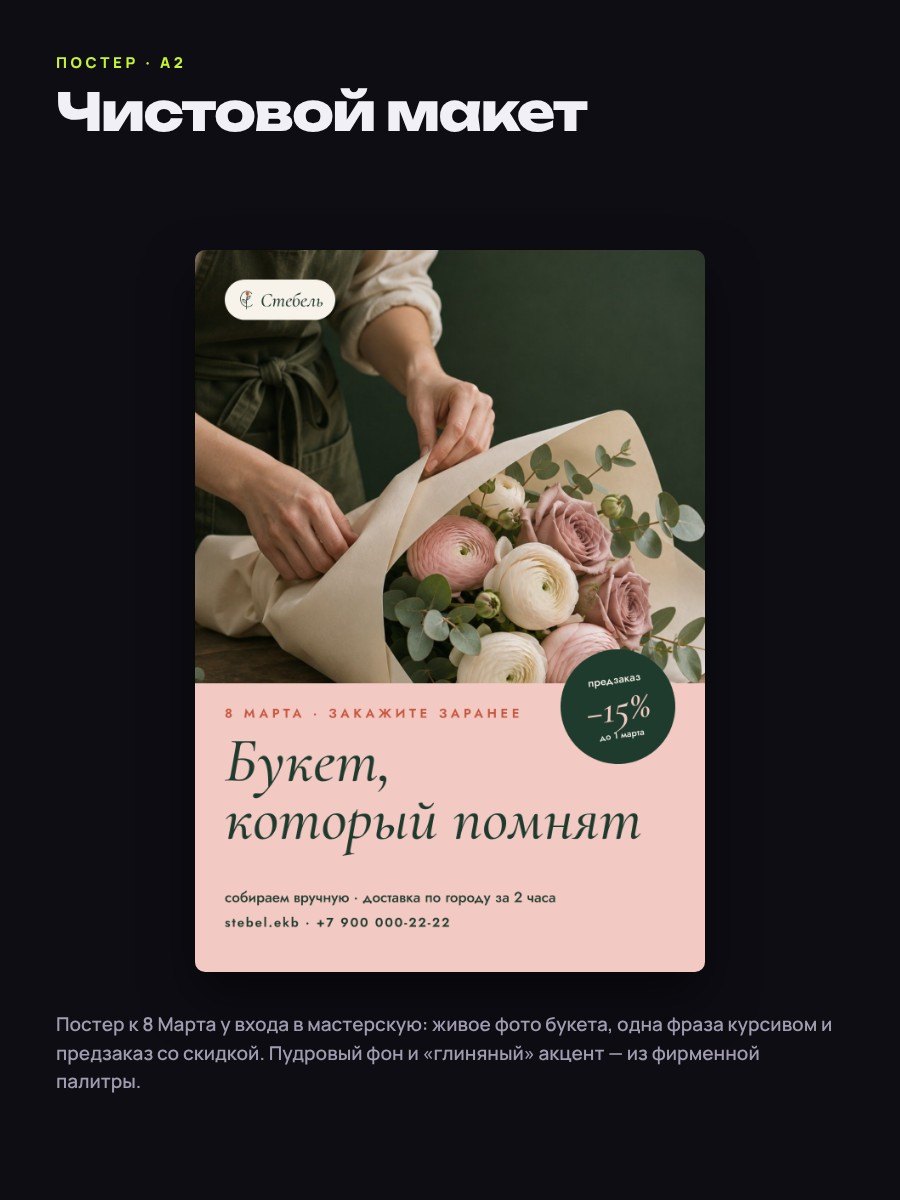 ПОСТЕР · А2
Чистовой макет
Стебель
предзаказ
–15%
до 1 марта
8 МАРТА · ЗАКАЖИТЕ ЗАРАНЕЕ
Букет,
который помнят
собираем вручную · доставка по городу за 2 часа
stebel.ekb · +7 900 000-22-22
Постер к 8 Марта у входа в мастерскую: живое фото букета, одна фраза курсивом и
предзаказ со скидкой. Пудровый фон и «глиняный» акцент — из фирменной
палитры.